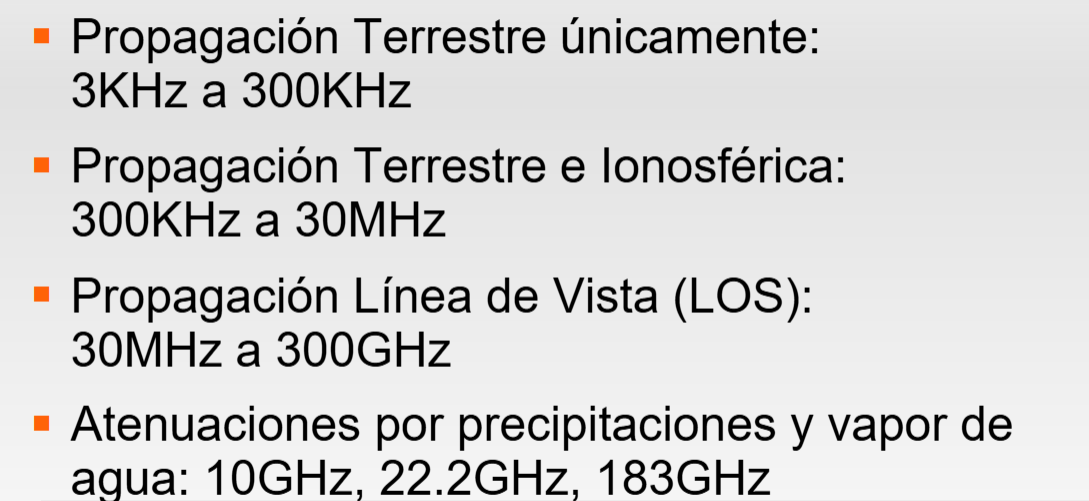 Propagación Terrestre únicamente:
3KHz a 300KHz
Propagación Terrestre e Ionosférica:
300KHz a 30MHz
Propagación Línea de Vista (LOS):
30MHz a 300GHz
Atenuaciones por precipitaciones y vapor de
agua: 10GHz, 22.2GHz, 183GHz